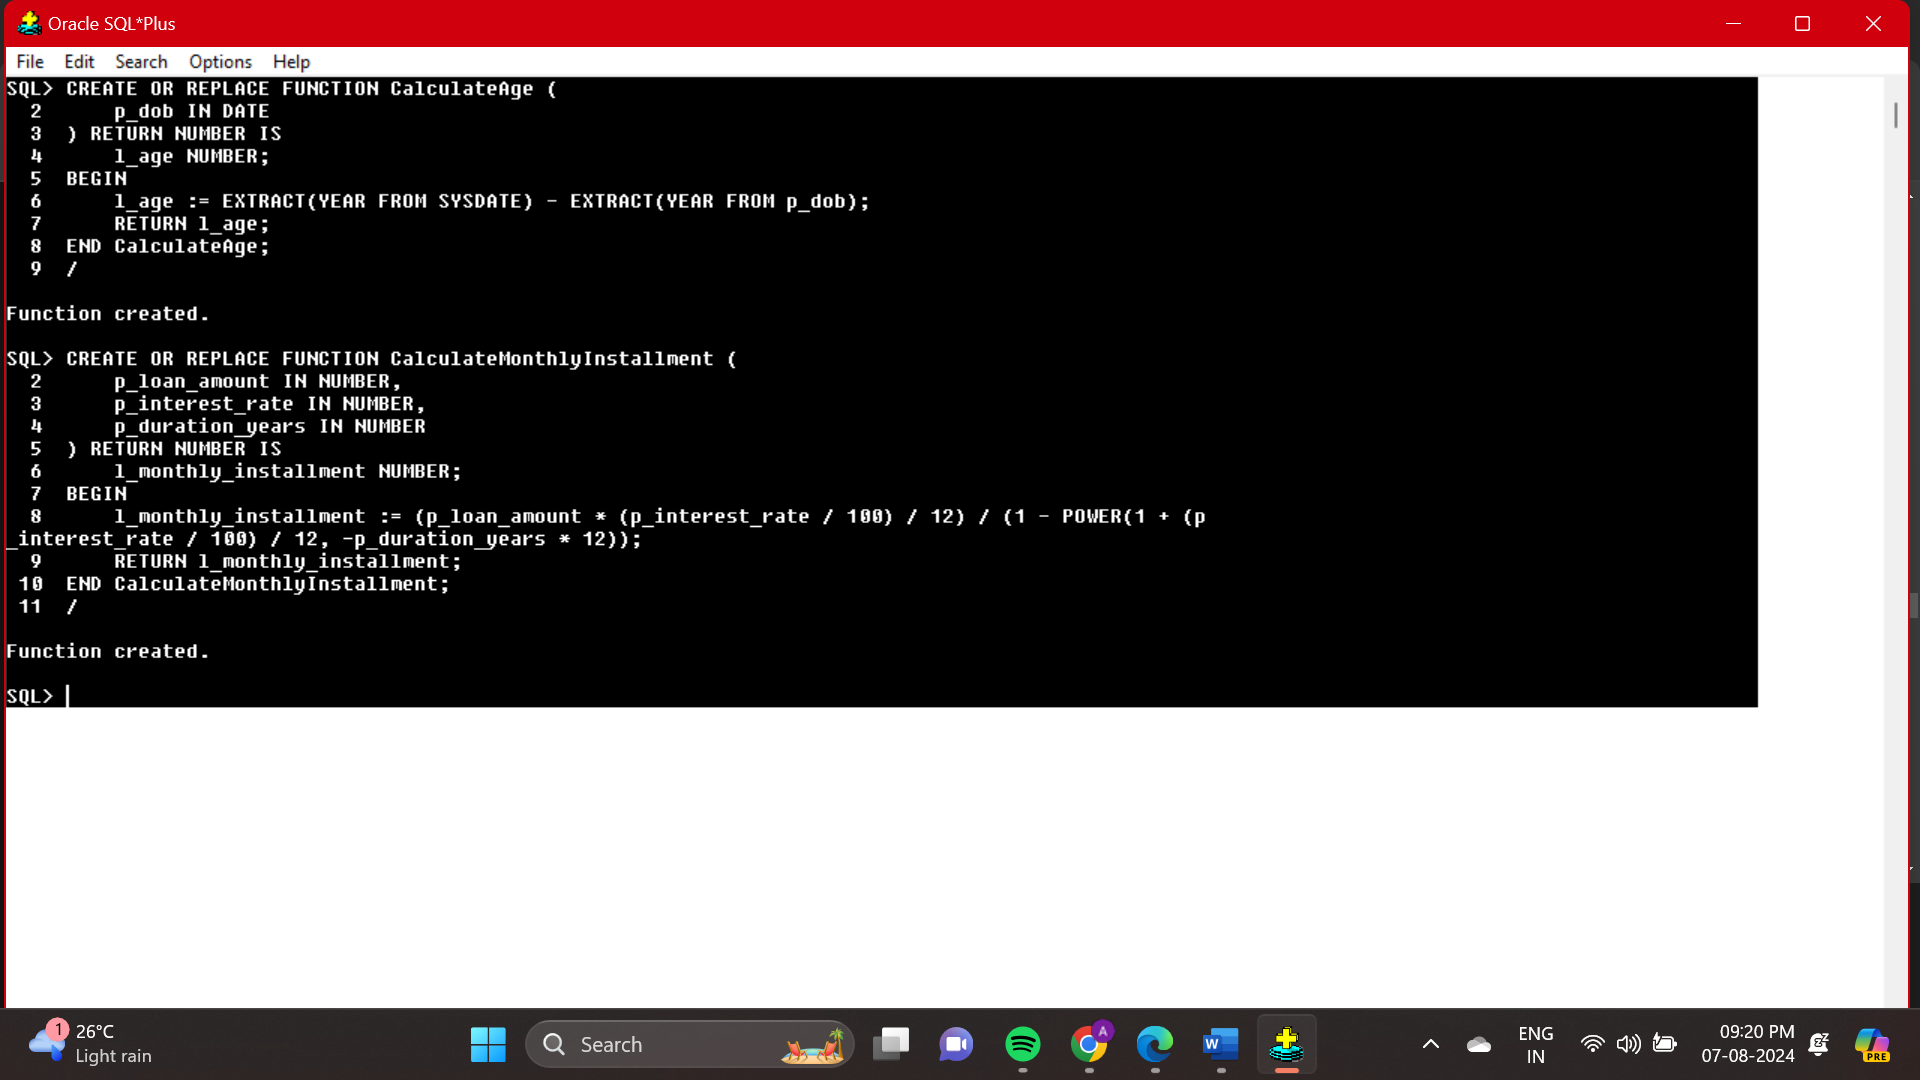 Oracle SQL*Plus
File Edit Search Options Help
SQL> CREATE OR REPLACE FUNCTION CalculateAge (
  2      p_dob IN DATE
  3  ) RETURN NUMBER IS
  4      l_age NUMBER;
  5  BEGIN
  6      l_age := EXTRACT(YEAR FROM SYSDATE) - EXTRACT(YEAR FROM p_dob);
  7      RETURN l_age;
  8  END CalculateAge;
  9  /
Function created.
SQL> CREATE OR REPLACE FUNCTION CalculateMonthlyInstallment (
  2      p_loan_amount IN NUMBER,
  3      p_interest_rate IN NUMBER,
  4      p_duration_years IN NUMBER
  5  ) RETURN NUMBER IS
  6      l_monthly_installment NUMBER;
  7  BEGIN
  8      l_monthly_installment := (p_loan_amount * (p_interest_rate / 100) / 12) / (1 - POWER(1 + (p
_interest_rate / 100) / 12, -p_duration_years * 12));
  9      RETURN l_monthly_installment;
 10  END CalculateMonthlyInstallment;
 11  /
Function created.
SQL>
1 26°C
Light rain
Search
A
W
ENG
IN
09:20 PM
07-08-2024
PRE